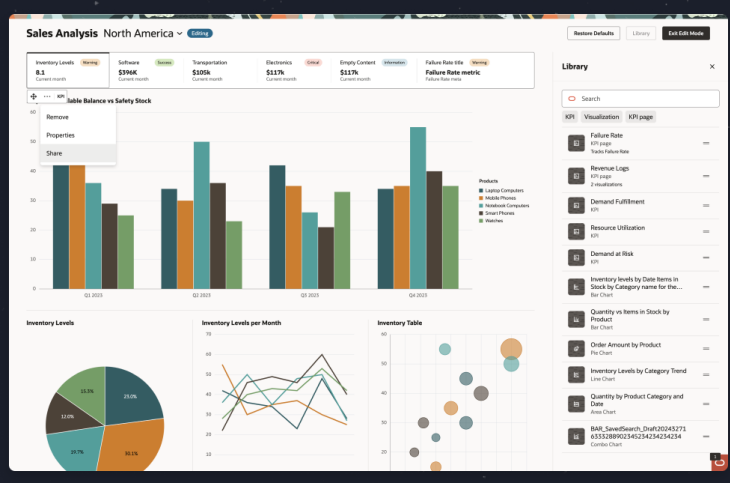 Sales Analysis North America Editing
Restore Defaults Library Exit Edit Mode
Inventory Levels Warning
8.1
Current month
Software Success
$396K
Current month
Transportation
$105k
Current month
Electronics Critical
$117k
Current month
Empty Content Information
$117k
Current month
Failure Rate title Warning
Failure Rate metric
Failure Rate meta
KPI
Remove
Properties
Share
lable Balance vs Safety Stock
60
50
40
30
20
10
0
Q1 2023
Q2 2023
Q3 2023
Q4 2023
Products
Laptop Computers
Mobile Phones
Notebook Computers
Smart Phones
Watches
Inventory Levels
15.3%
23.0%
12.0%
19.7%
30.1%
Inventory Levels per Month
70
60
50
40
30
20
10
Inventory Table
60
50
40
30
20
Library
Search
KPI Visualization KPI page
Failure Rate
KPI page
Tracks Failure Rate
Revenue Logs
KPI page
2 visualizations
Demand Fulfillment
KPI
Resource Utilization
KPI
Demand at Risk
KPI
Inventory levels by Date Items in
Stock by Category name for the...
Bar Chart
Quantity vs Items in Stock by
Product
Bar Chart
Order Amount by Product
Pie Chart
Inventory Levels by Category Trend
Line Chart
Quantity by Product Category and
Date
Area Chart
BAR_SavedSearch_Draft20243271
63332889023452342342342​34
Combo Chart